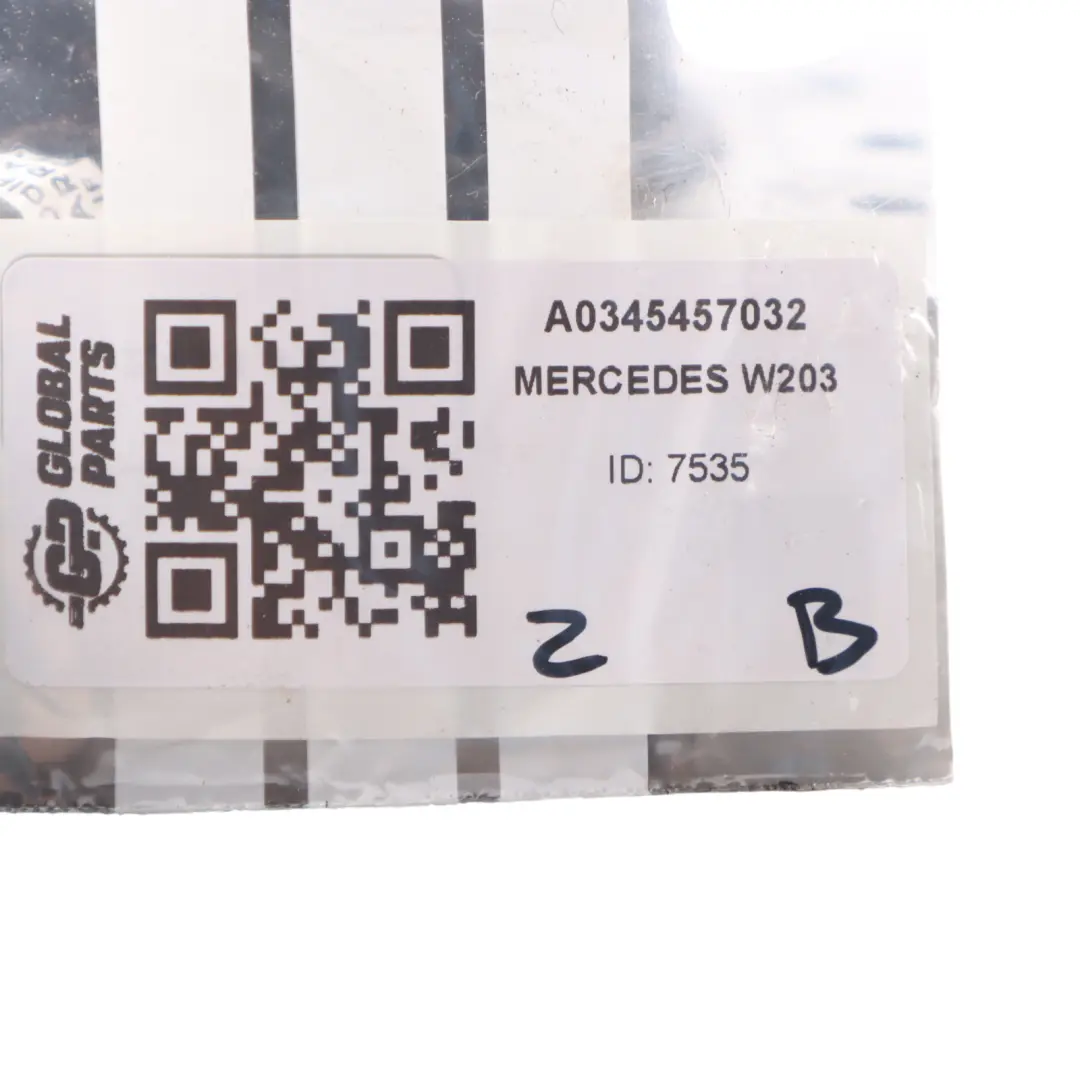 GLOBAL
PARTS
A0345457032
MERCEDES W203
ID: 7535
2 B